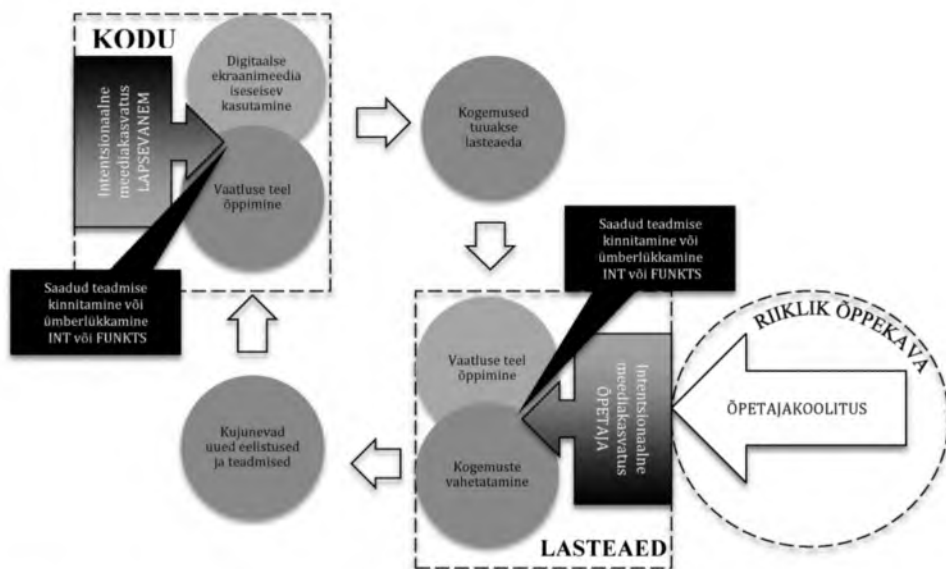 KODU
Digitaalse
ekraanimeedia
iseseisev
kasutamine
Intentsionaalne
meediakasvatus
LAPSEVANEM
Vaatluse teel
õppimine
Saadud teadmise
kinnitamine või
ümberlükkamine
INT või FUNKTS
Kogemused
tuuakse
lasteaeda
Saadud teadmise
kinnitamine või
ümberlükkamine
INT või FUNKTS
Vaatluse teel
õppimine
Intentsionaalne
meediakasvatus
ÕPETAJA
RIIKLIK ÕPPEKAVA
ÕPETAJAKOOLITUS
Kogemuste
vahetatamine
LASTEAED
Kujunevad
uued eelistused
ja teadmised